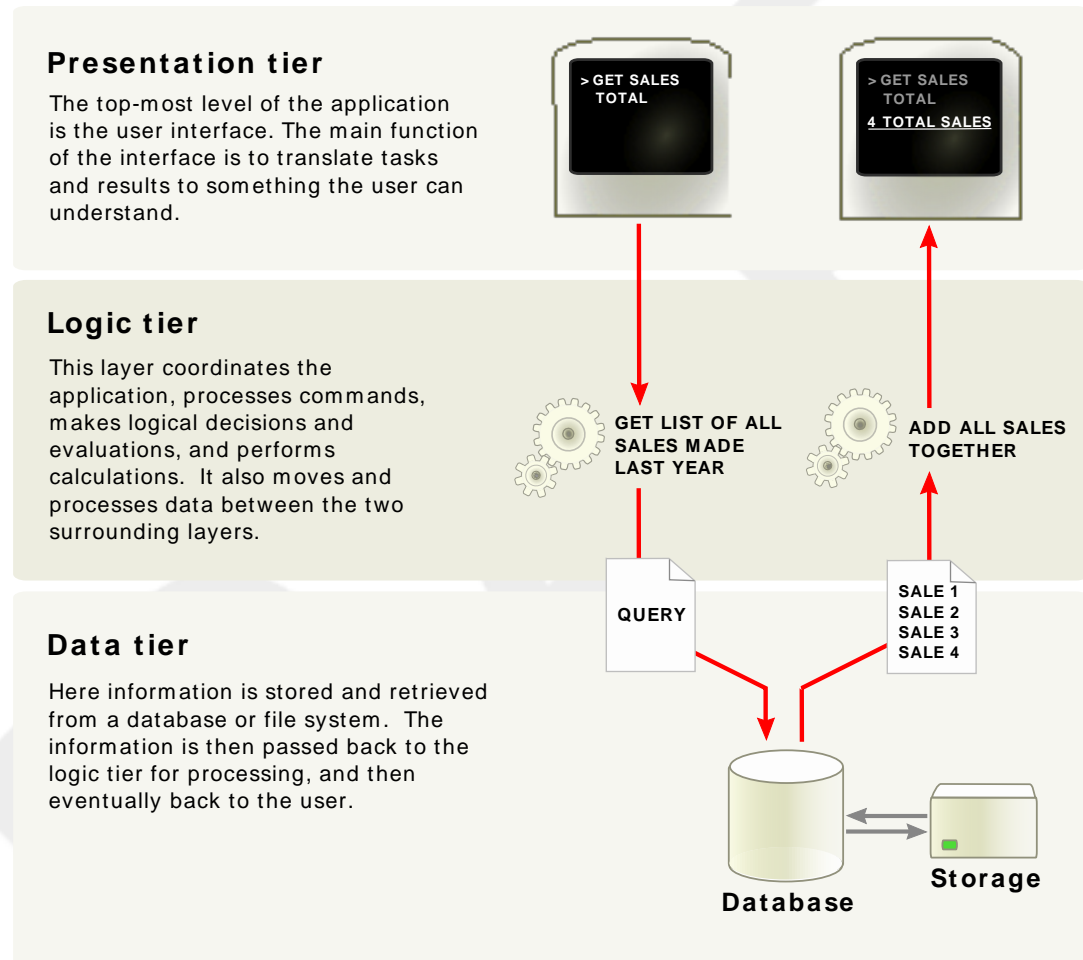 Presentation tier
The top-most level of the application
is the user interface. The main function
of the interface is to translate tasks
and results to something the user can
understand.
> GET SALES
TOTAL
> GET SALES
TOTAL
4 TOTAL SALES
Logic tier
This layer coordinates the
application, processes commands,
makes logical decisions and
evaluations, and performs
calculations. It also moves and
processes data between the two
surrounding layers.
GET LIST OF ALL
SALES MADE
LAST YEAR
ADD ALL SALES
TOGETHER
QUERY
SALE 1
SALE 2
SALE 3
SALE 4
Data tier
Here information is stored and retrieved
from a database or file system. The
information is then passed back to the
logic tier for processing, and then
eventually back to the user.
Database
Storage